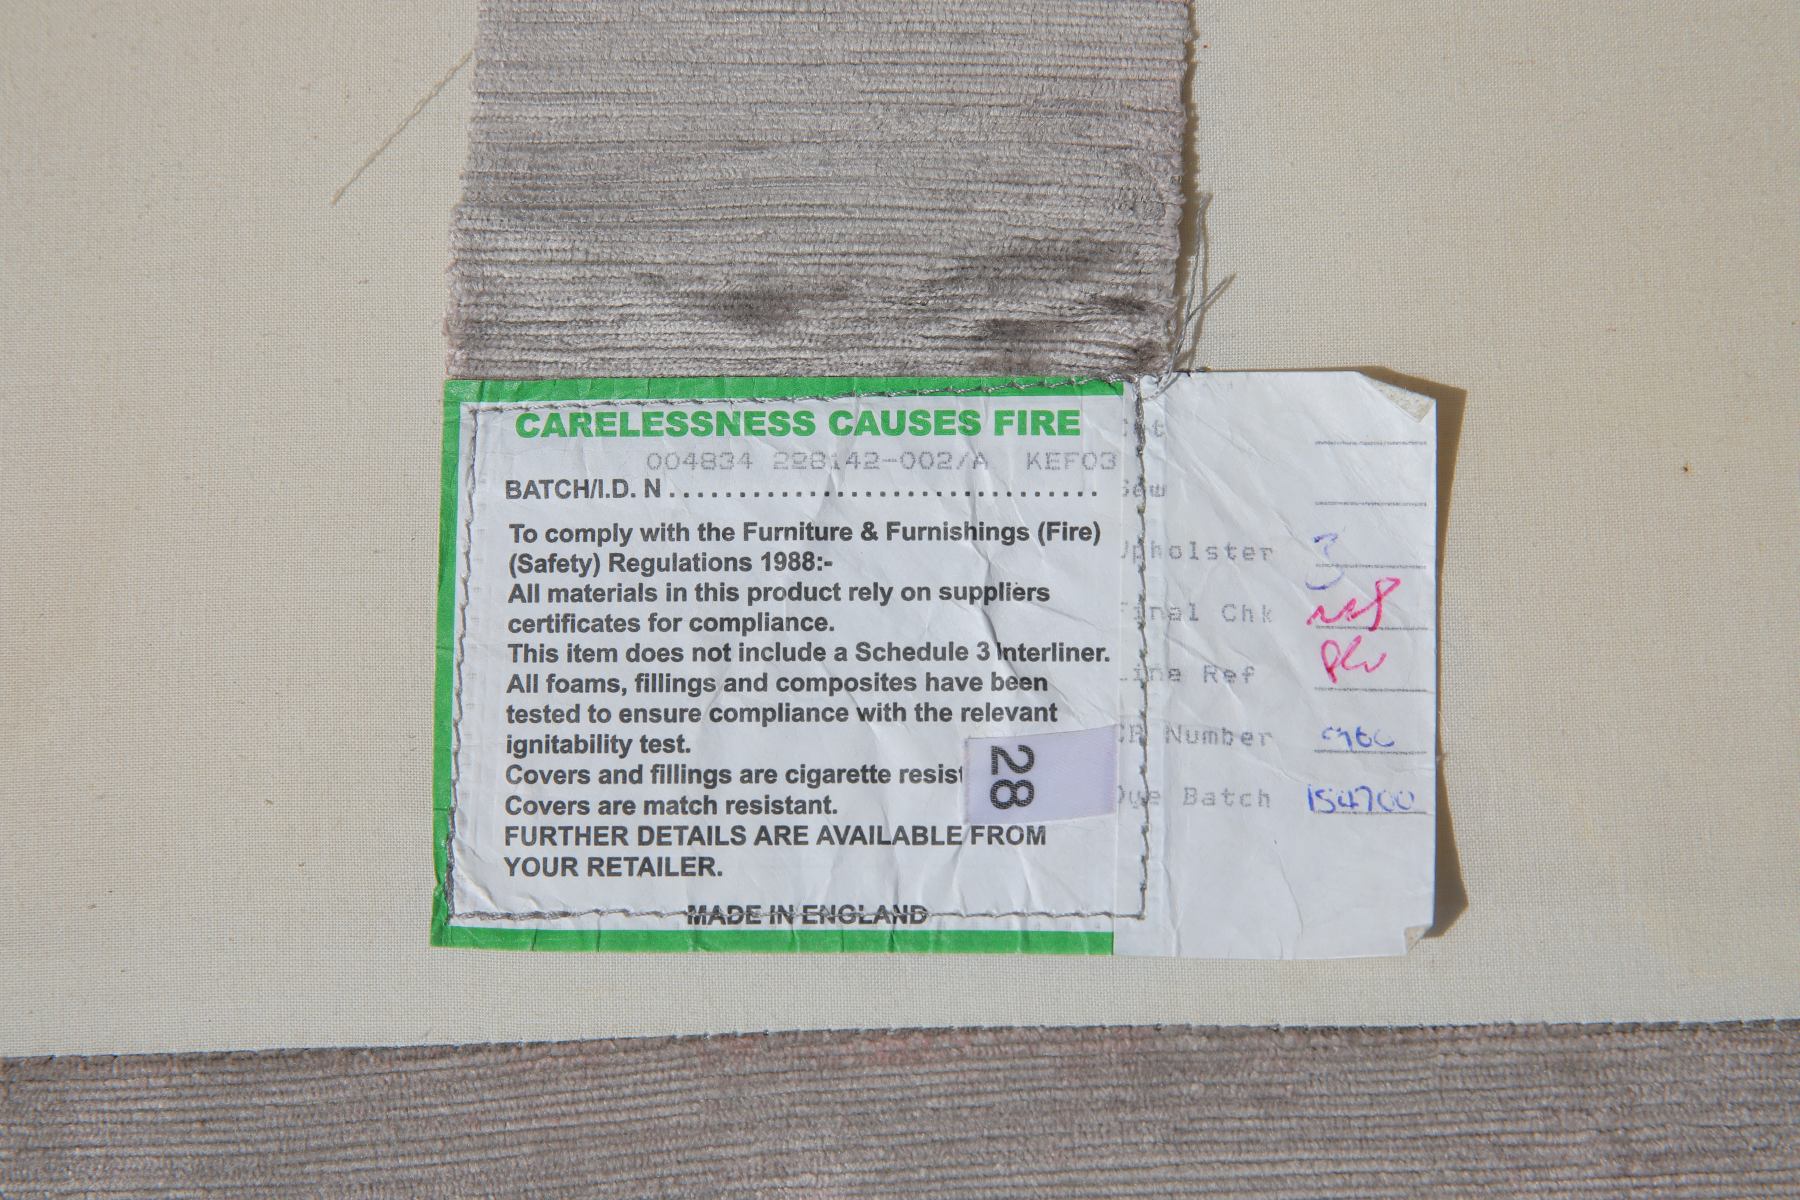 CARELESSNESS CAUSES FIRE
004834 228142-002/A KEF03
BATCH/I.D. N..............................
To comply with the Furniture & Furnishings (Fire)
(Safety) Regulations 1988:-
All materials in this product rely on suppliers
certificates for compliance.
This item does not include a Schedule 3 Interliner.
All foams, fillings and composites have been
tested to ensure compliance with the relevant
ignitability test.
Covers and fillings are cigarette resist
Covers are match resistant.
FURTHER DETAILS ARE AVAILABLE FROM
YOUR RETAILER.
MADE IN ENGLAND
28
Sew
Upholster 3
Final Chk
Line Ref
CR Number
Dye Batch 154700